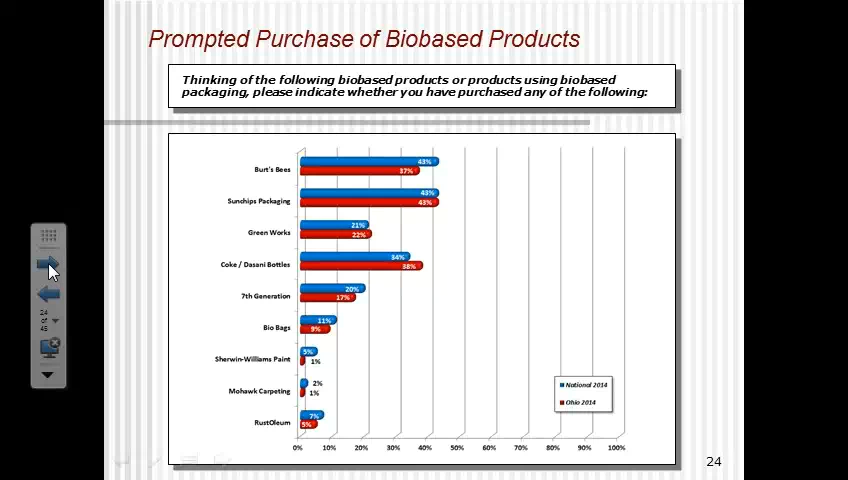 Prompted Purchase of Biobased Products
Thinking of the following biobased products or products using biobased
packaging, please indicate whether you have purchased any of the following:
Burt's Bees 43% 37%
Sunchips Packaging 43% 43%
Green Works 21% 22%
Coke / Dasani Bottles 34% 38%
7th Generation 20% 17%
Bio Bags 11% 9%
Sherwin-Williams Paint 5% 1%
Mohawk Carpeting 2% 1%
RustOleum 7% 5%
National 2014
Ohio 2014
0% 10% 20% 30% 40% 50% 60% 70% 80% 90% 100%
24
of
45
24